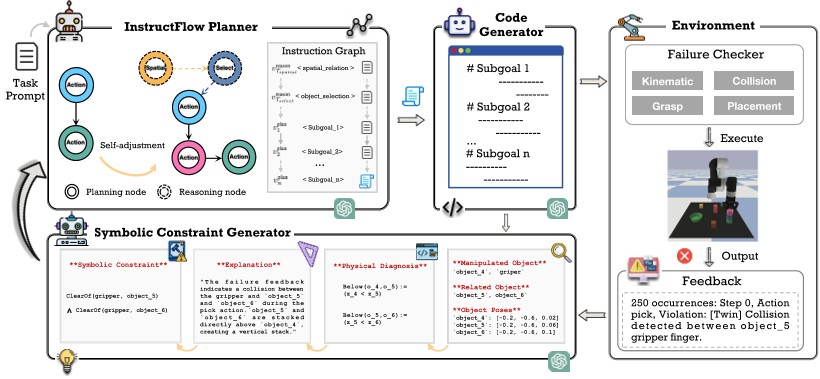 InstructFlow Planner
Task
Prompt
Spatial
Select
Action
Action
Action
Action
Action
Self-adjustment
Planning node
Reasoning node
Instruction Graph
< spatial_relation >
< object_selection >
< Subgoal_1>
< Subgoal_2>
...
< Subgoal_n>
Code
Generator
# Subgoal 1
-----------
--------
# Subgoal 2
-----------
-----------
...
# Subgoal n
-----------
-----------
</>
Environment
Failure Checker
Kinematic
Collision
Grasp
Placement
Execute
Output
Feedback
250 occurrences: Step 0, Action
pick, Violation: [Twin] Collision
detected between object_5
gripper finger.
Symbolic Constraint Generator
**Symbolic Constraint**
ClearOf(gripper, object_5)
∧ ClearOf(gripper, object_6)
**Explanation**
"The failure feedback
indicates a collision between
the gripper and `object_5`
and `object_4` during the
pick action.`object_5` and
`object_6` are stacked
directly above `object_4`,
creating a vertical stack."
**Physical Diagnosis**
Below(o_4,o_5):=
(z_4 < z_5)
Below(o_5,o_6):=
(z_5 < z_6)
**Manipulated Object**
`object_4`, `griper`
**Related Object**
`object_5`, object_6`
**Object Poses**
`object_4`: [-0.2, -0.6, 0.02]
`object_5`: [-0.2, -0.6, 0.06]
`object_6`: [-0.2, -0.6, 0.1]